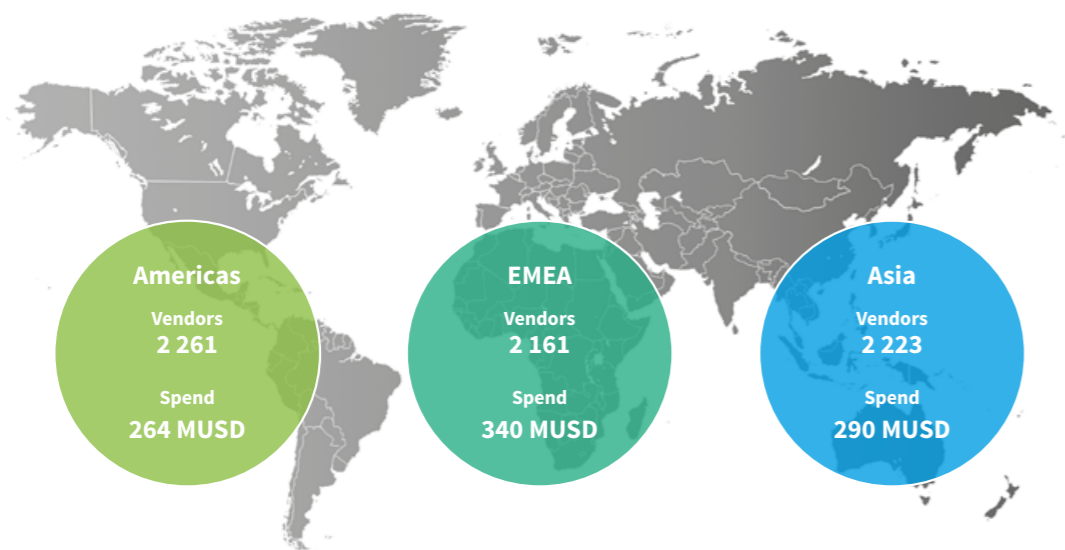 Americas
Vendors
2 261
Spend
264 MUSD
EMEA
Vendors
2 161
Spend
340 MUSD
Asia
Vendors
2 223
Spend
290 MUSD